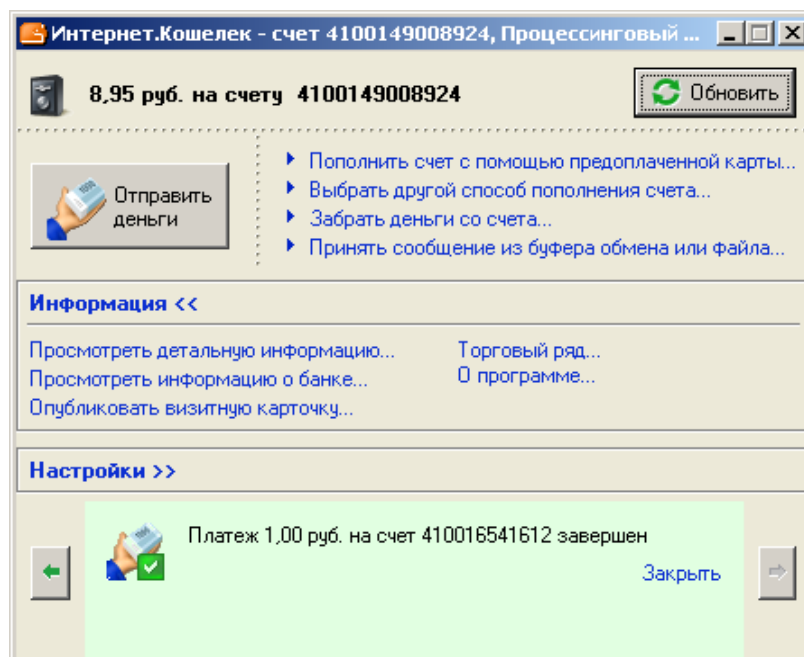 Интернет.Кошелек - счет 4100149008924, Процессинговый ...
8,95 руб. на счету 4100149008924
Обновить
Отправить
деньги
Пополнить счет с помощью предоплаченной карты...
Выбрать другой способ пополнения счета...
Забрать деньги со счета...
Принять сообщение из буфера обмена или файла...
Информация <<
Просмотреть детальную информацию...
Просмотреть информацию о банке...
Опубликовать визитную карточку...
Торговый ряд...
О программе...
Настройки >>
Платеж 1,00 руб. на счет 410016541612 завершен
Закрыть